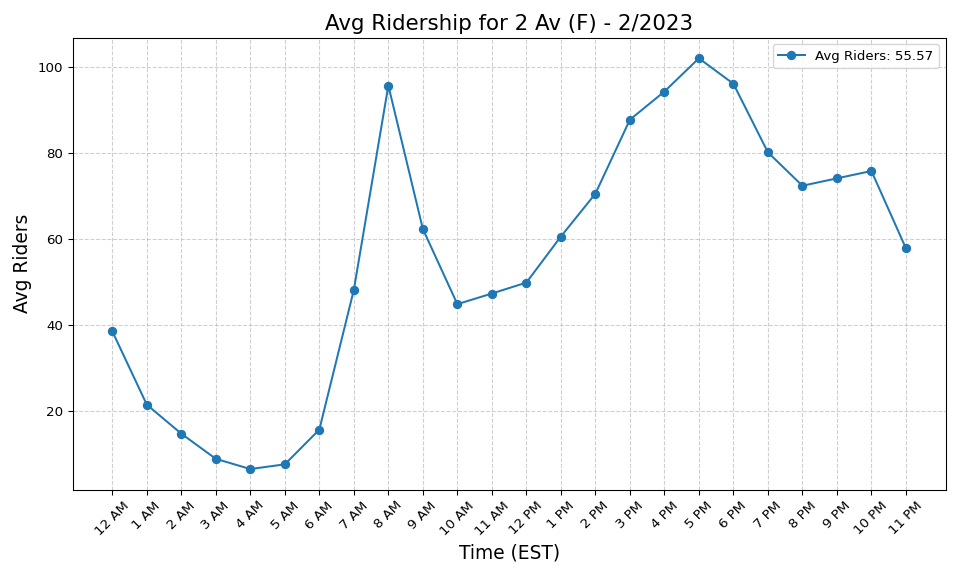 Avg Ridership for 2 Av (F) - 2/2023
Avg Riders: 55.57
Avg Riders
100
80
60
40
20
12 AM
1 AM
2 AM
3 AM
4 AM
5 AM
6 AM
7 AM
8 AM
9 AM
10 AM
11 AM
12 PM
1 PM
2 PM
3 PM
4 PM
5 PM
6 PM
7 PM
8 PM
9 PM
10 PM
11 PM
Time (EST)